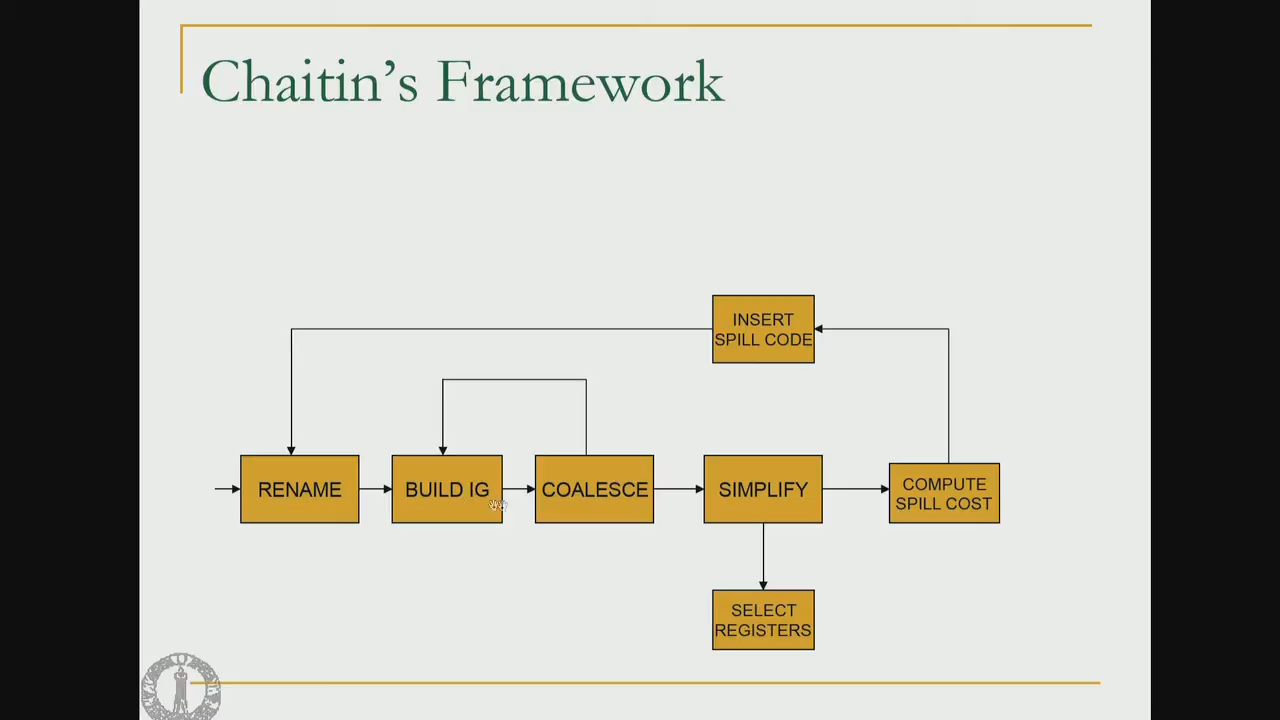 Chaitin's Framework
INSERT
SPILL CODE
RENAME
BUILD IG
COALESCE
SIMPLIFY
COMPUTE
SPILL COST
SELECT
REGISTERS